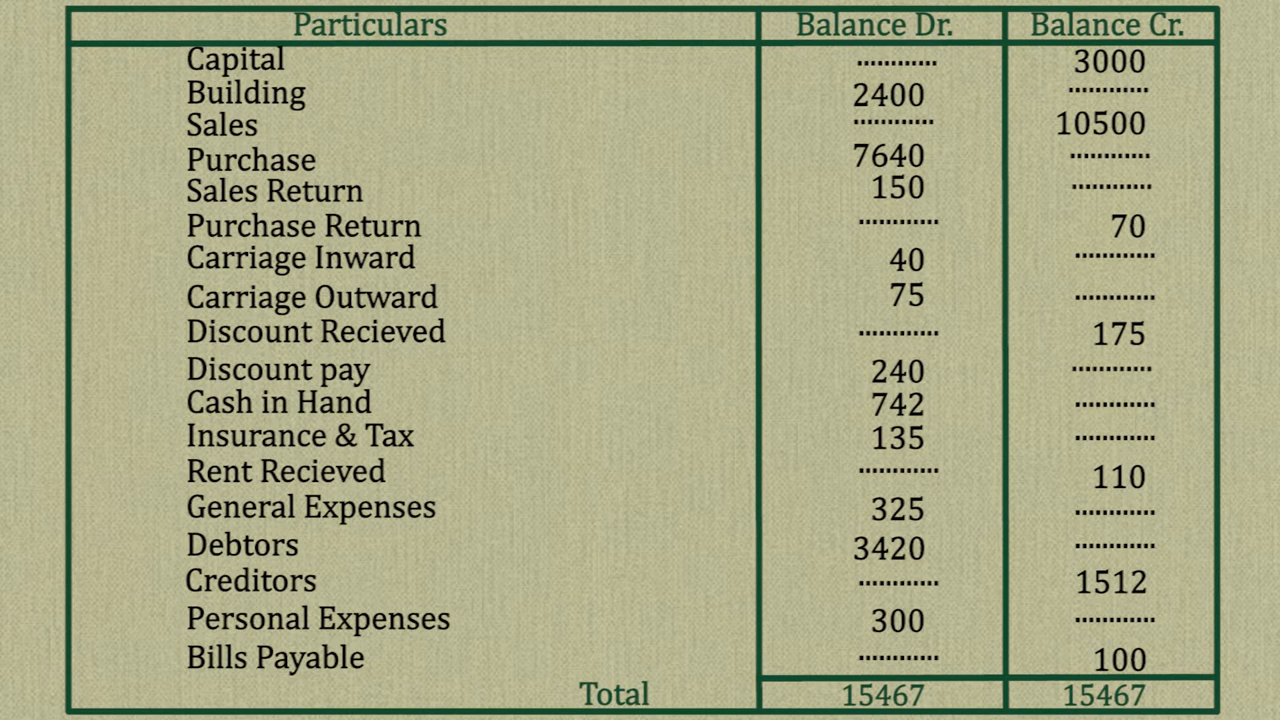 Particulars Balance Dr. Balance Cr.
Capital ............ 3000
Building 2400 ............
Sales ............ 10500
Purchase 7640 ............
Sales Return 150 ............
Purchase Return ............ 70
Carriage Inward 40 ............
Carriage Outward 75 ............
Discount Recieved ............ 175
Discount pay 240 ............
Cash in Hand 742 ............
Insurance & Tax 135 ............
Rent Recieved ............ 110
General Expenses 325 ............
Debtors 3420 ............
Creditors ............ 1512
Personal Expenses 300 ............
Bills Payable ............ 100
Total 15467 15467